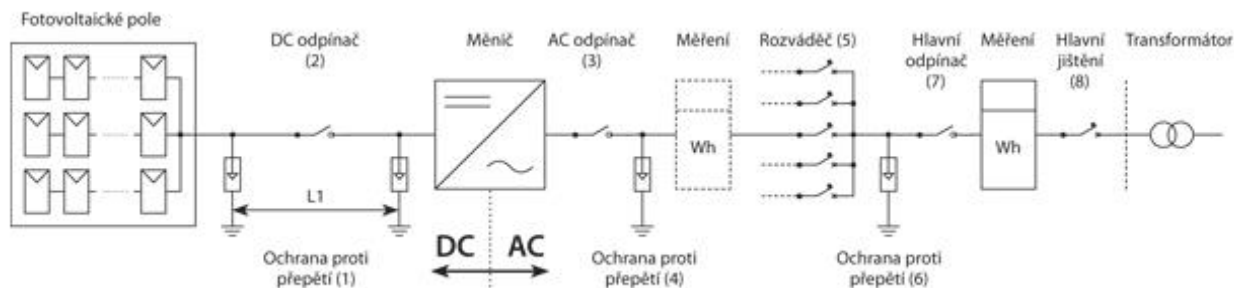 Fotovoltaické pole
DC odpínač
(2)
Měnič
AC odpínač
(3)
Měření
Rozváděč (5)
Hlavní
odpínač
(7)
Měření
Hlavní
jištění
(8)
Transformátor
Wh
Wh
L1
DC
AC
Ochrana proti
přepětí (1)
Ochrana proti
přepětí (4)
Ochrana proti
přepětí (6)